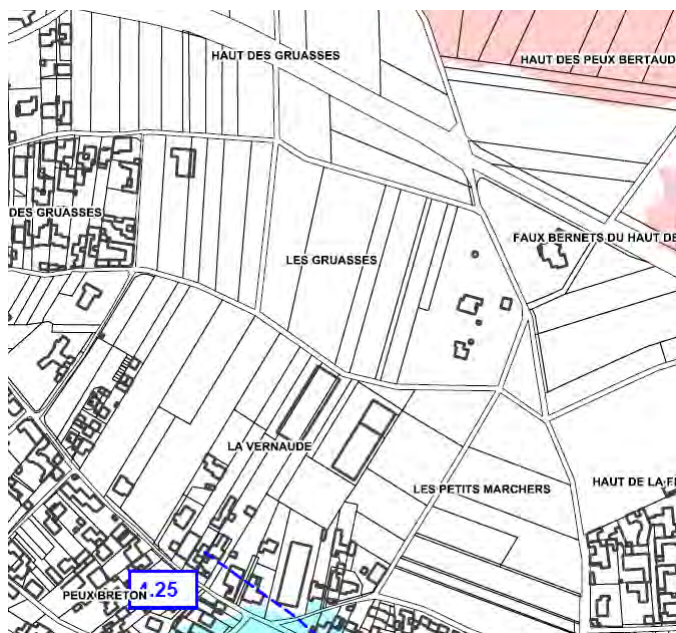 HAUT DES GRUASSES
HAUT DES PEUX BERTAUD
DES GRUASSES
FAUX BERNETS DU HAUT DE
LES GRUASSES
LA VERNAUDE
LES PETITS MARCHERS
HAUT DE LA
PEUX BRETON
4.25